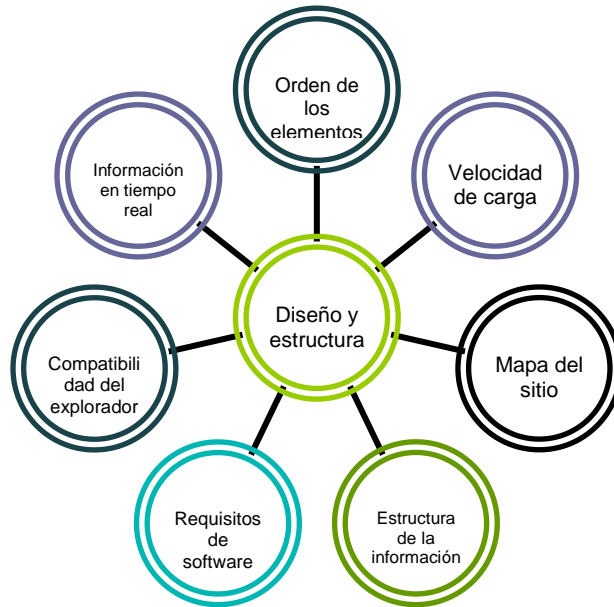 Orden de
los
elementos
Velocidad
de carga
Mapa del
sitio
Estructura
de la
información
Requisitos
de
software
Compatibili
dad del
explorador
Información
en tiempo
real
Diseño y
estructura